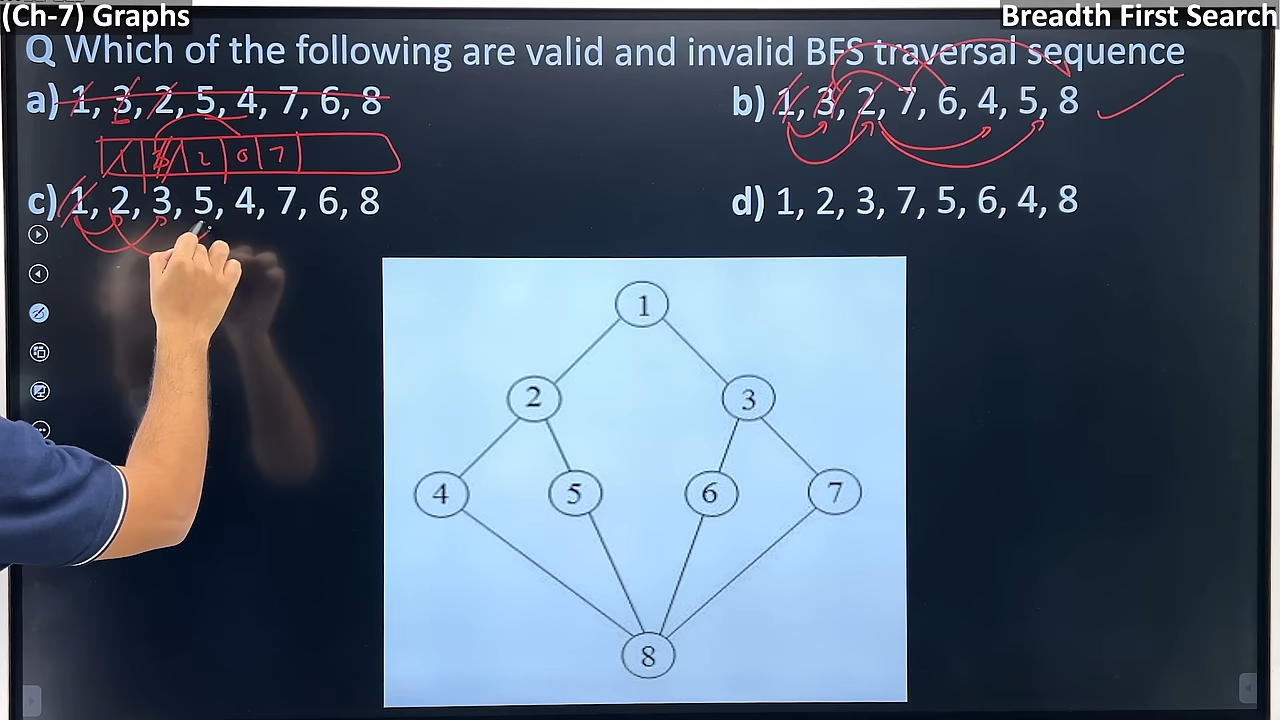 (Ch-7) Graphs
Breadth First Search
Q Which of the following are valid and invalid BFS traversal sequence
a) 1, 3, 2, 5, 4, 7, 6, 8
b) 1, 3, 2, 7, 6, 4, 5, 8
1 3 2 6 7
c) 1, 2, 3, 5, 4, 7, 6, 8
d) 1, 2, 3, 7, 5, 6, 4, 8
1
2
3
4
5
6
7
8